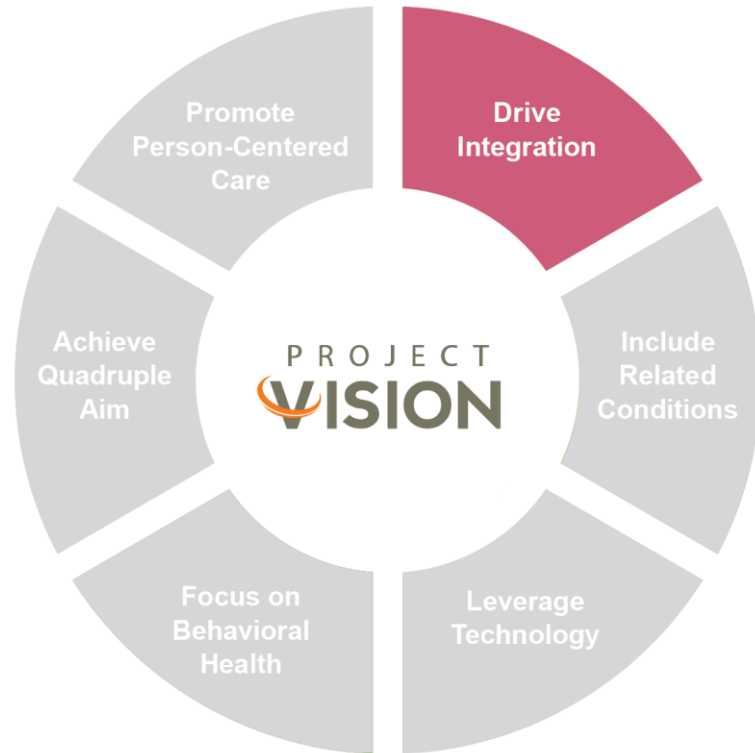 Promote
Person-Centered
Care
Drive
Integration
Achieve
Quadruple
Aim
PROJECT
VISION
Include
Related
Conditions
Focus on
Behavioral
Health
Leverage
Technology